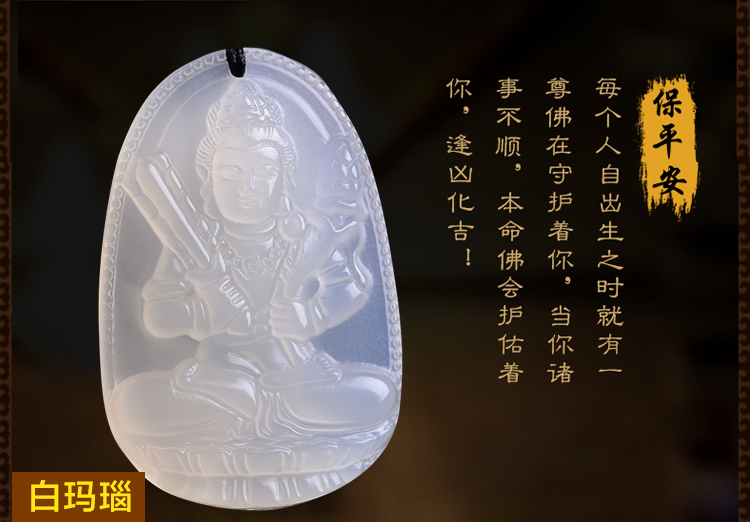 保平安
每个人自出生之时就有一
尊佛在守护着你，当你诸
事不顺，本命佛会护佑着
你，逢凶化吉！
白玛瑙